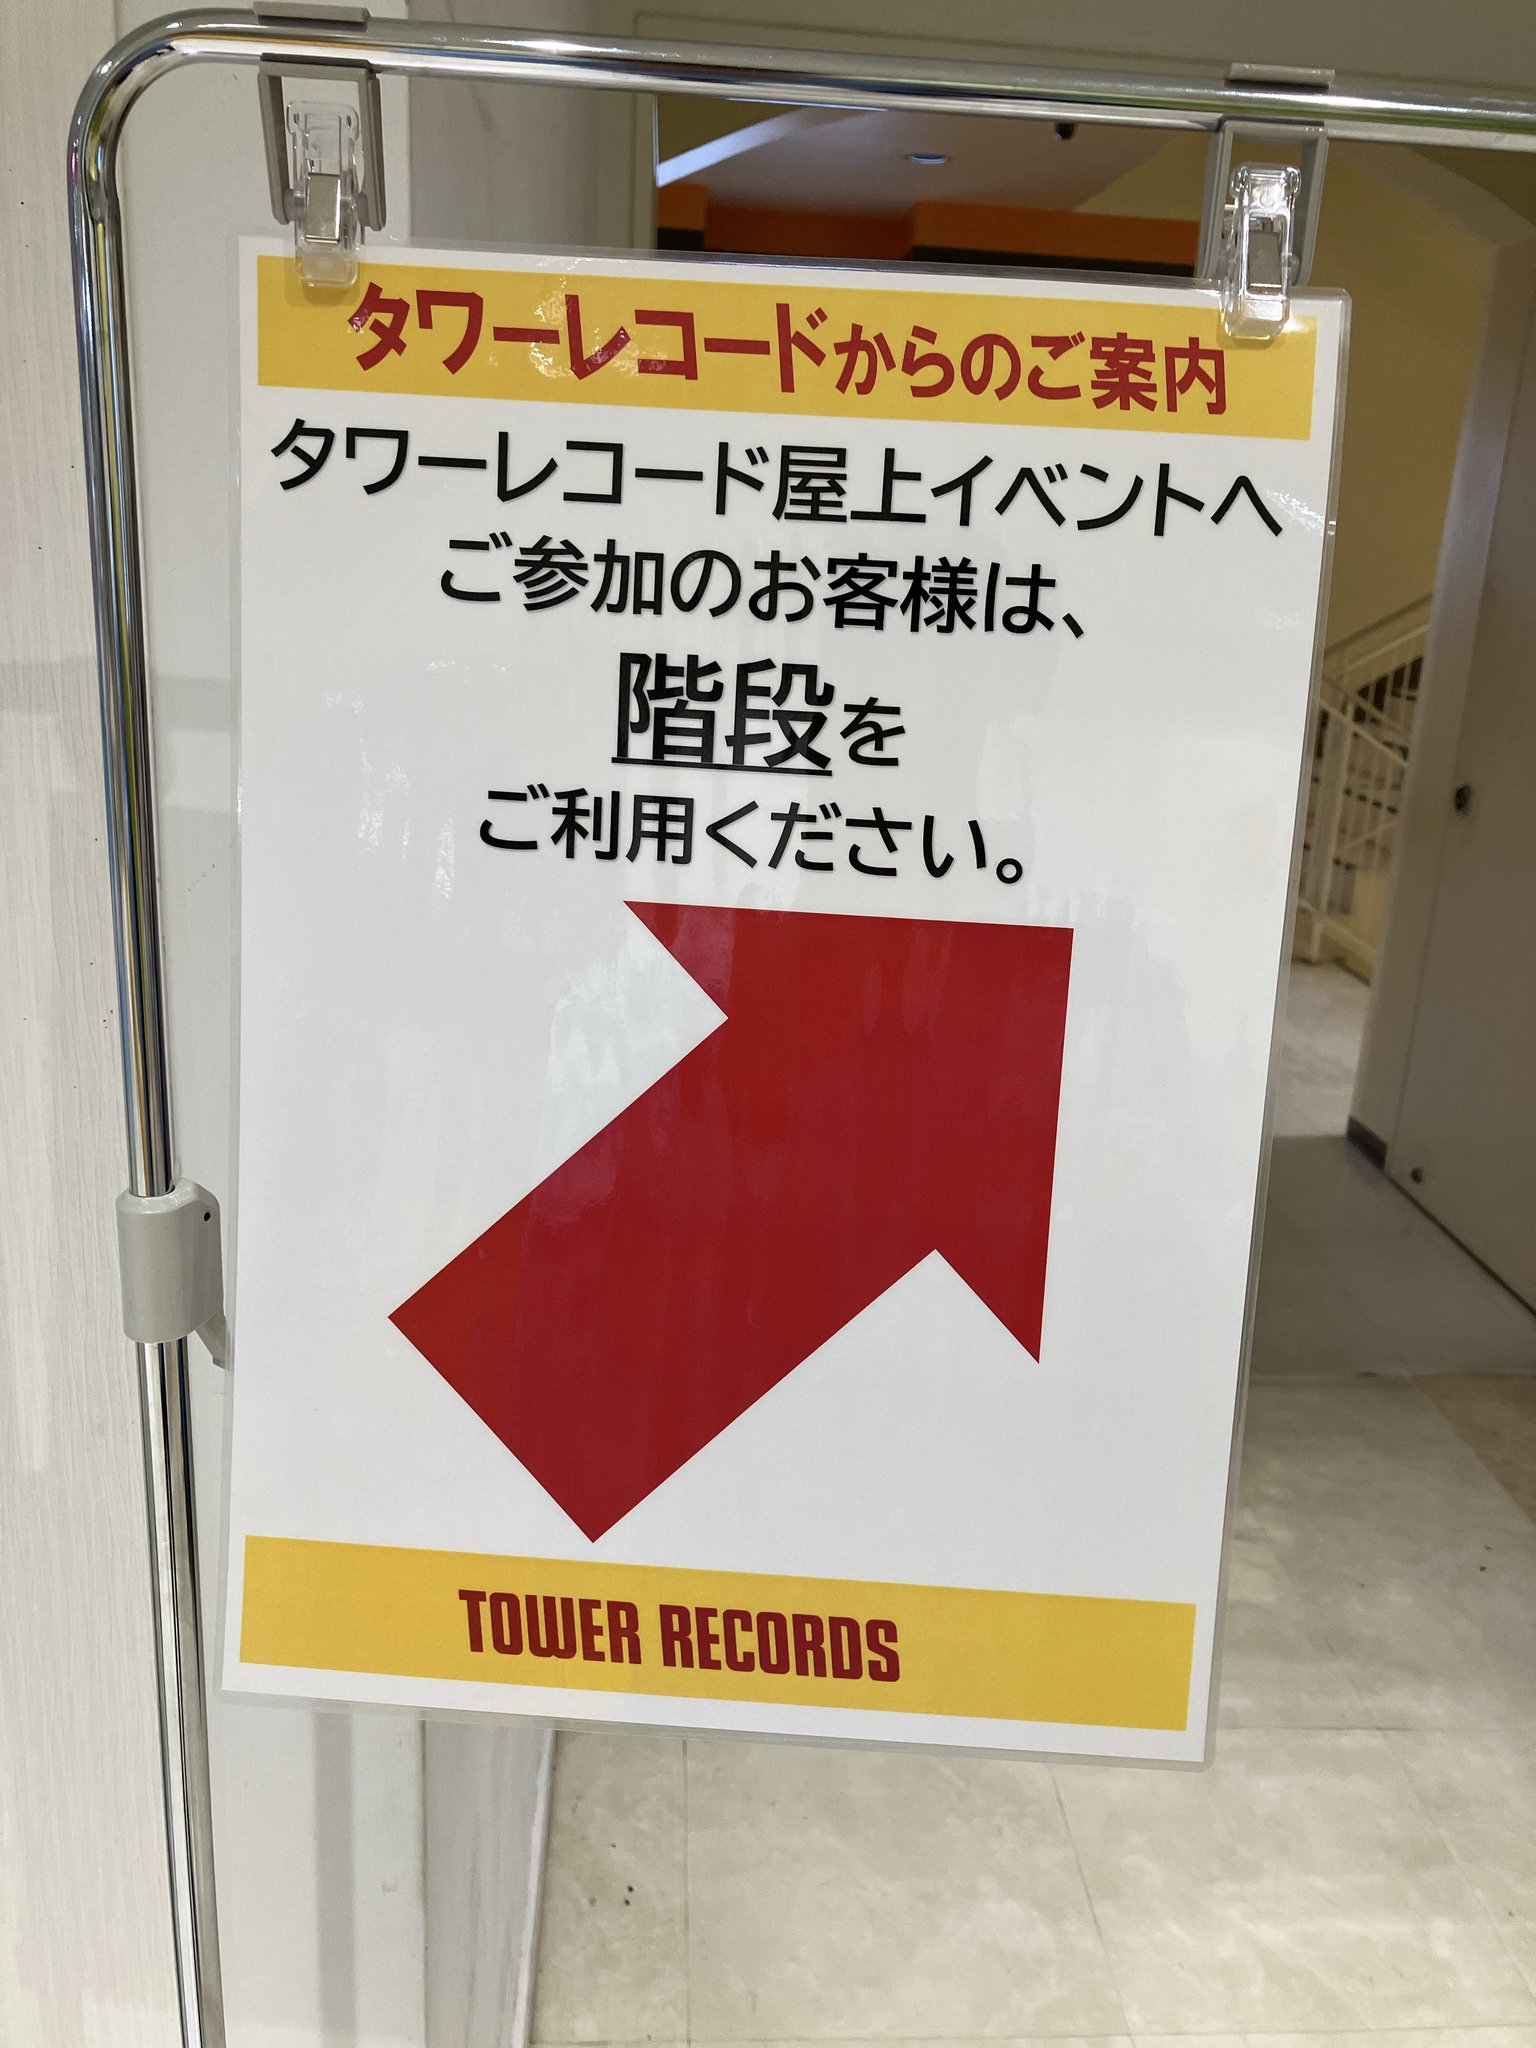 タワーレコードからのご案内
タワーレコード屋上イベントへ
ご参加のお客様は、
階段を
ご利用ください。
TOWER RECORDS